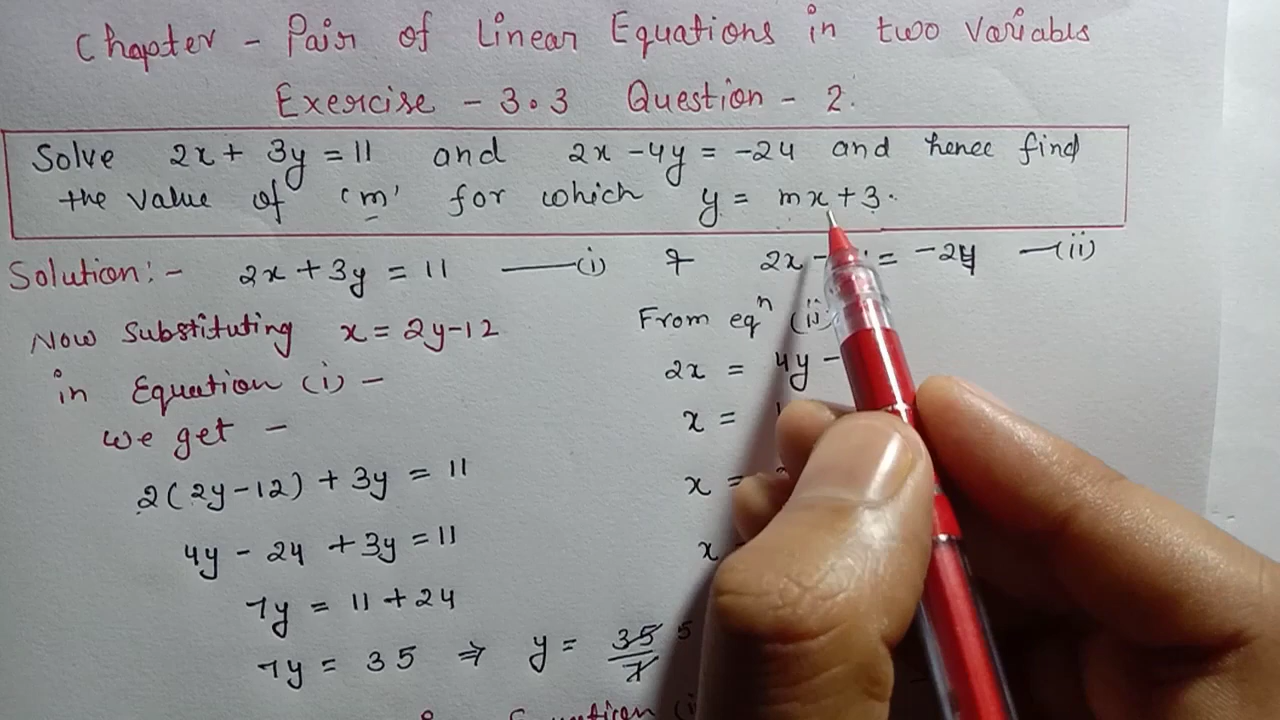 Chapter - Pair of Linear Equations in two Variables
Exercise - 3.3 Question - 2.
Solve 2x + 3y = 11 and 2x - 4y = -24 and hence find
the value of 'm' for which y = mx + 3.
Solution:- 2x + 3y = 11 —(i) & 2x - = -24 —(ii)
Now Substituting x = 2y-12
in Equation (i) -
we get -
2(2y-12) + 3y = 11
4y - 24 + 3y = 11
7y = 11 + 24
7y = 35 ⇒ y = 35/7 5
From eqn (ii)
2x = 4y -
x =
x =
x
Equation (i